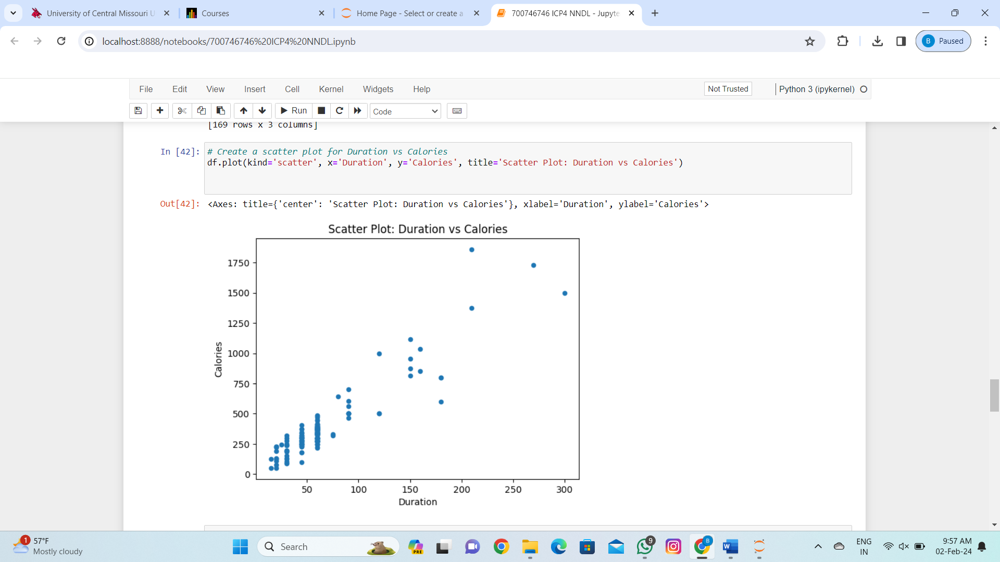 University of Central Missouri U
Courses
Home Page - Select or create a
700746746 ICP4 NNDL - Jupyte
localhost:8888/notebooks/700746746%20ICP4%20NNDL.ipynb
B Paused
File Edit View Insert Cell Kernel Widgets Help
Not Trusted
Python 3 (ipykernel)
Run
Code
[169 rows x 3 columns]
In [42]: # Create a scatter plot for Duration vs Calories
df.plot(kind='scatter', x='Duration', y='Calories', title='Scatter Plot: Duration vs Calories')
Out[42]: <Axes: title={'center': 'Scatter Plot: Duration vs Calories'}, xlabel='Duration', ylabel='Calories'>
Scatter Plot: Duration vs Calories
1750
1500
1250
1000
750
500
250
0
Calories
50 100 150 200 250 300
Duration
1
57°F
Mostly cloudy
Search
PRE
9
B
W
ENG
IN
9:57 AM
02-Feb-24